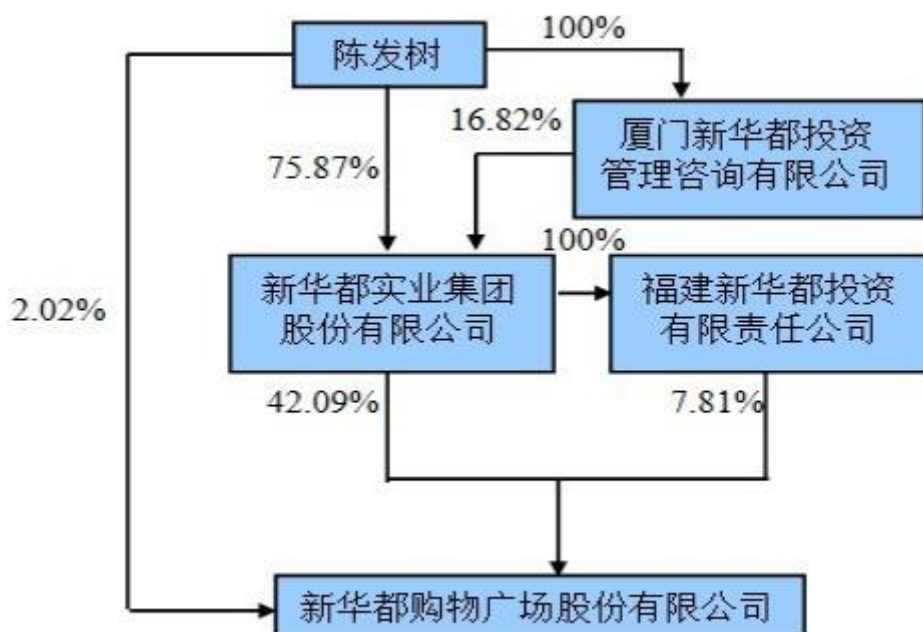 陈发树
100%
16.82%
厦门新华都投资
管理咨询有限公司
75.87%
100%
新华都实业集团
股份有限公司
福建新华都投资
有限责任公司
2.02%
42.09%
7.81%
新华都购物广场股份有限公司